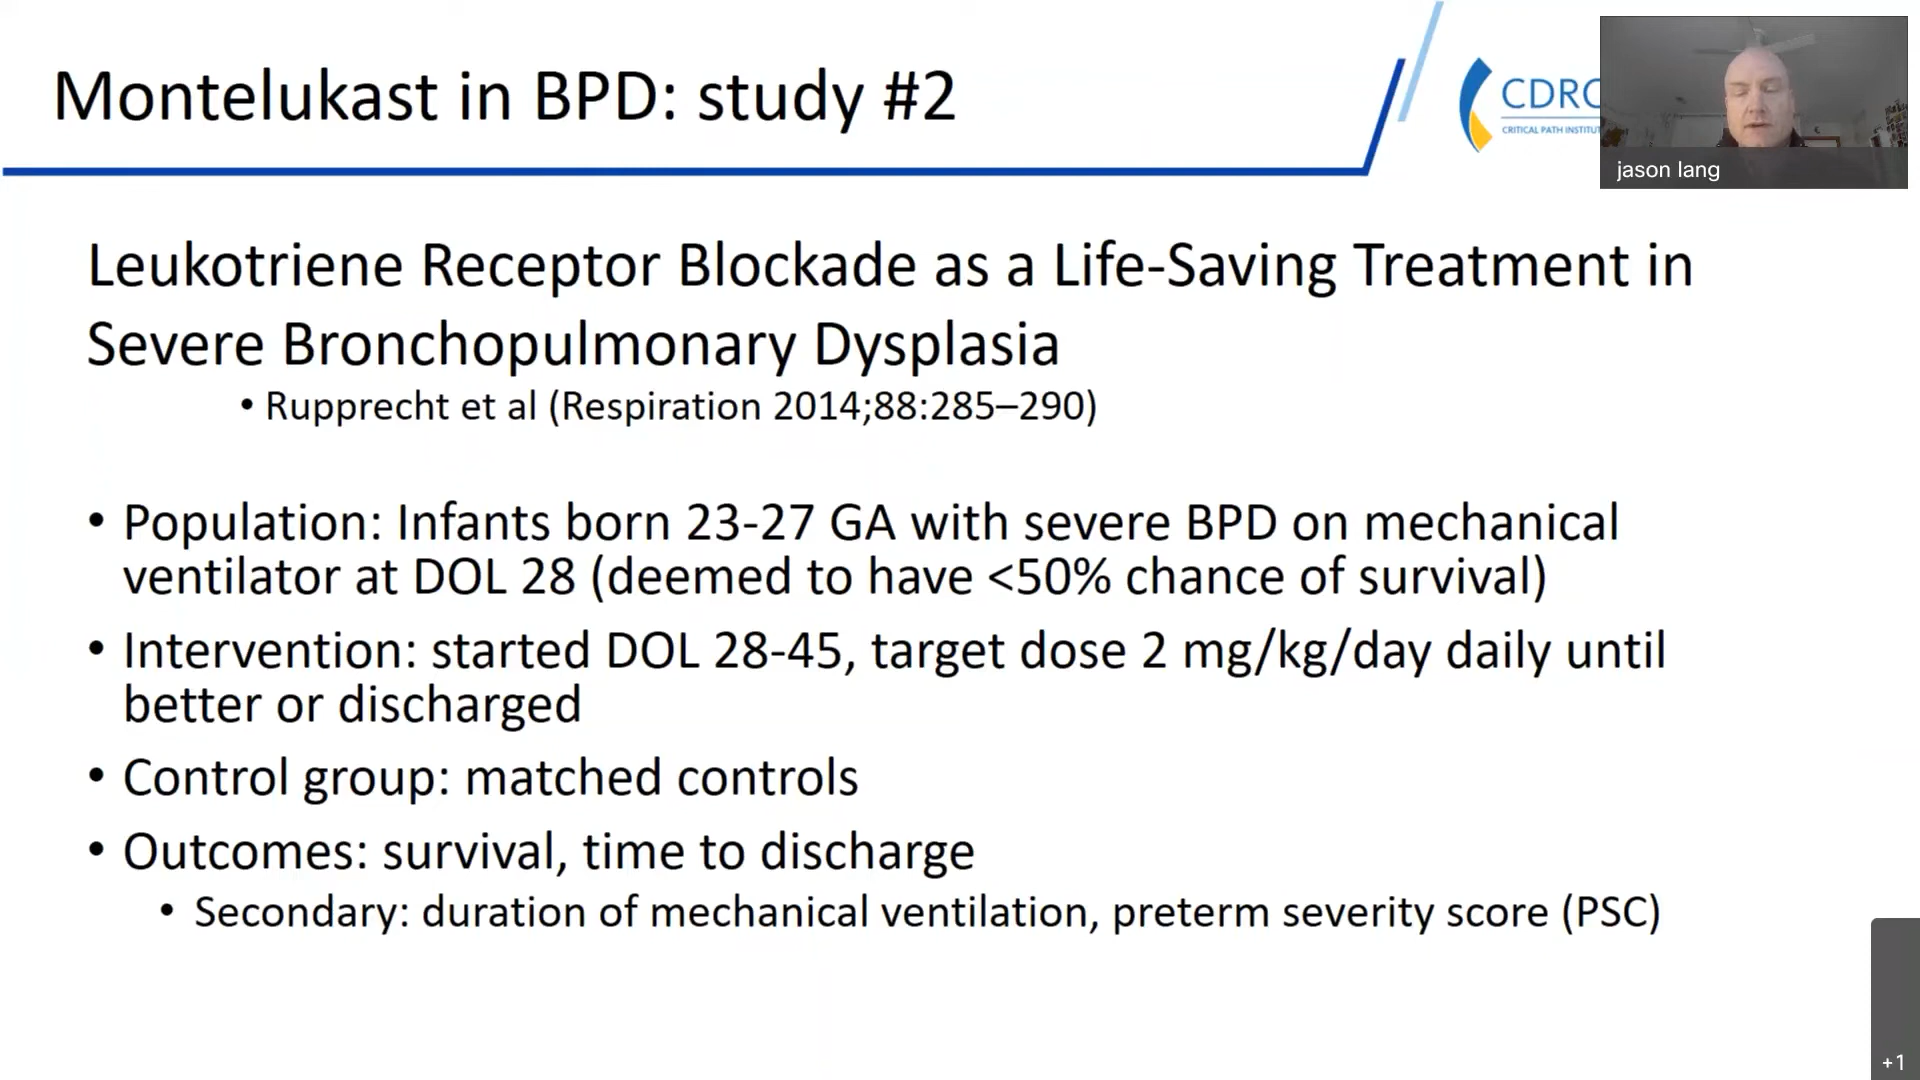 Montelukast in BPD: study #2
CDRC
CRITICAL PATH INSTITUT
jason lang
Leukotriene Receptor Blockade as a Life-Saving Treatment in
Severe Bronchopulmonary Dysplasia
• Rupprecht et al (Respiration 2014;88:285–290)
• Population: Infants born 23-27 GA with severe BPD on mechanical
ventilator at DOL 28 (deemed to have <50% chance of survival)
• Intervention: started DOL 28-45, target dose 2 mg/kg/day daily until
better or discharged
• Control group: matched controls
• Outcomes: survival, time to discharge
• Secondary: duration of mechanical ventilation, preterm severity score (PSC)
+1